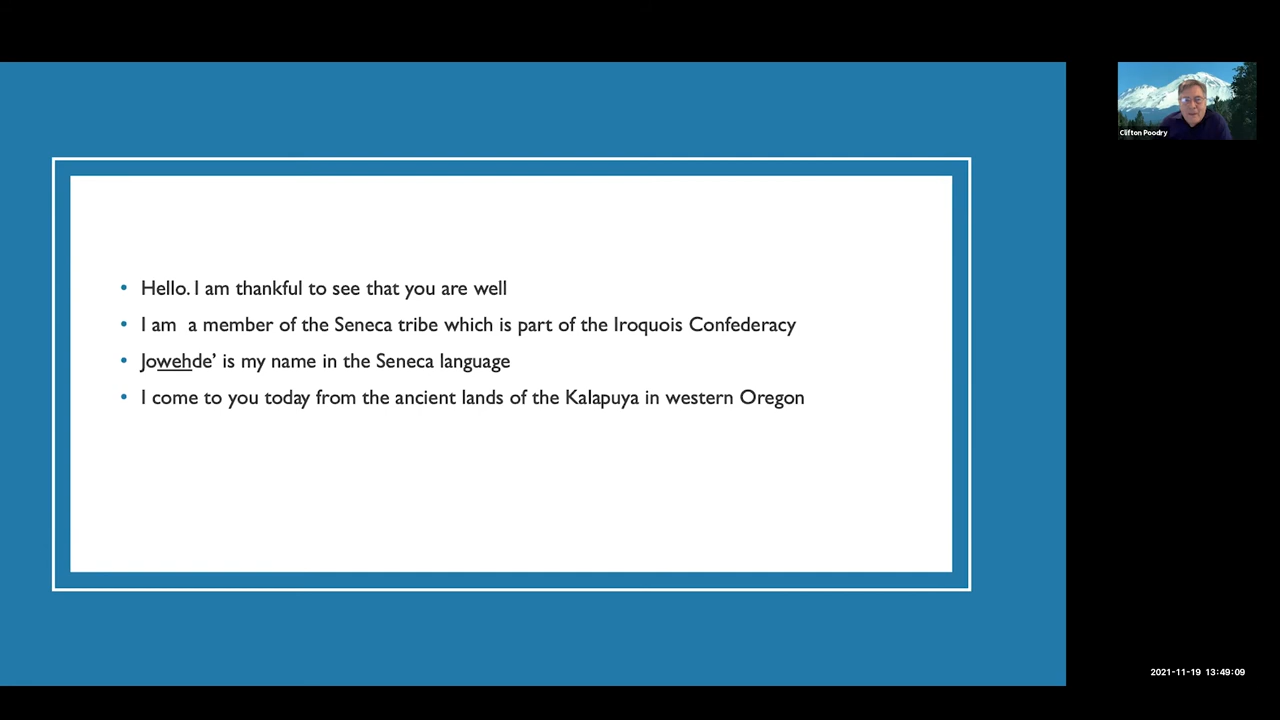 • Hello. I am thankful to see that you are well
• I am  a member of the Seneca tribe which is part of the Iroquois Confederacy
• Jowehde’ is my name in the Seneca language
• I come to you today from the ancient lands of the Kalapuya in western Oregon
Clifton Poodry
2021-11-19 13:49:09